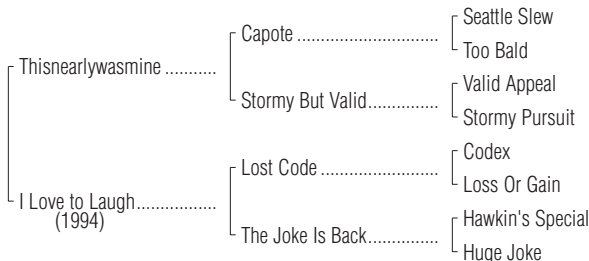 Seattle Slew
Capote ..............................
Too Bald
Thisnearlywasmine ...........
Valid Appeal
Stormy But Valid...............
Stormy Pursuit
Codex
Lost Code .........................
Loss Or Gain
I Love to Laugh.................
(1994)
Hawkin's Special
The Joke Is Back...............
Huge Joke